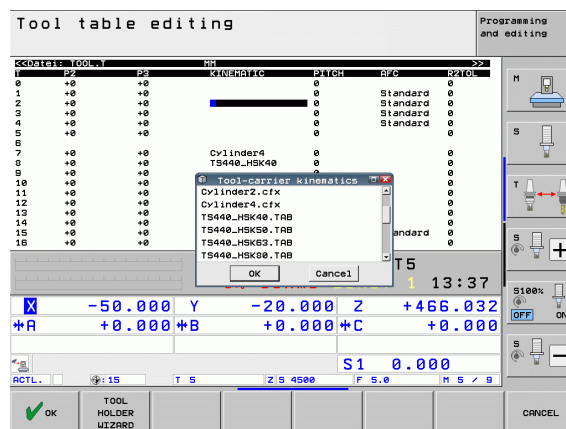 Tool table editing
Programming
and editing
<<Datei: TOOL.T MM >>
T P2 P3 KINEMATIC PITCH AFC R2TOL
0 +0 +0 0 0
1 +0 +0 0 Standard 0
2 +0 +0 0 Standard 0
3 +0 +0 0 Standard 0
4 +0 +0 0 Standard 0
5 +0 +0 0 0
6 0
7 +0 +0 Cylinder4 0 0
8 +0 +0 TS440_HSK40 0 0
9 +0 +0 0 0
10 +0 +0 0
11 +0 +0 0
12 +0 +0 0
13 +0 +0 0
14 +0 +0 0
15 +0 +0 andard 0
16 +0 +0 0
Tool-carrier kinematics
Cylinder2.cfx
Cylinder4.cfx
TS440_HSK40.TAB
TS440_HSK50.TAB
TS440_HSK63.TAB
TS440_HSK80.TAB
OK Cancel
T5
1 13:37
X -50.000 Y -20.000 Z +466.032
A +0.000 B +0.000 C +0.000
S1 0.000
ACTL. : 15 T 5 Z S 4500 F 5.0 M 5 / 9
M
S
T
S
+
S100%
OFF ON
S
−
OK
TOOL
HOLDER
WIZARD
CANCEL